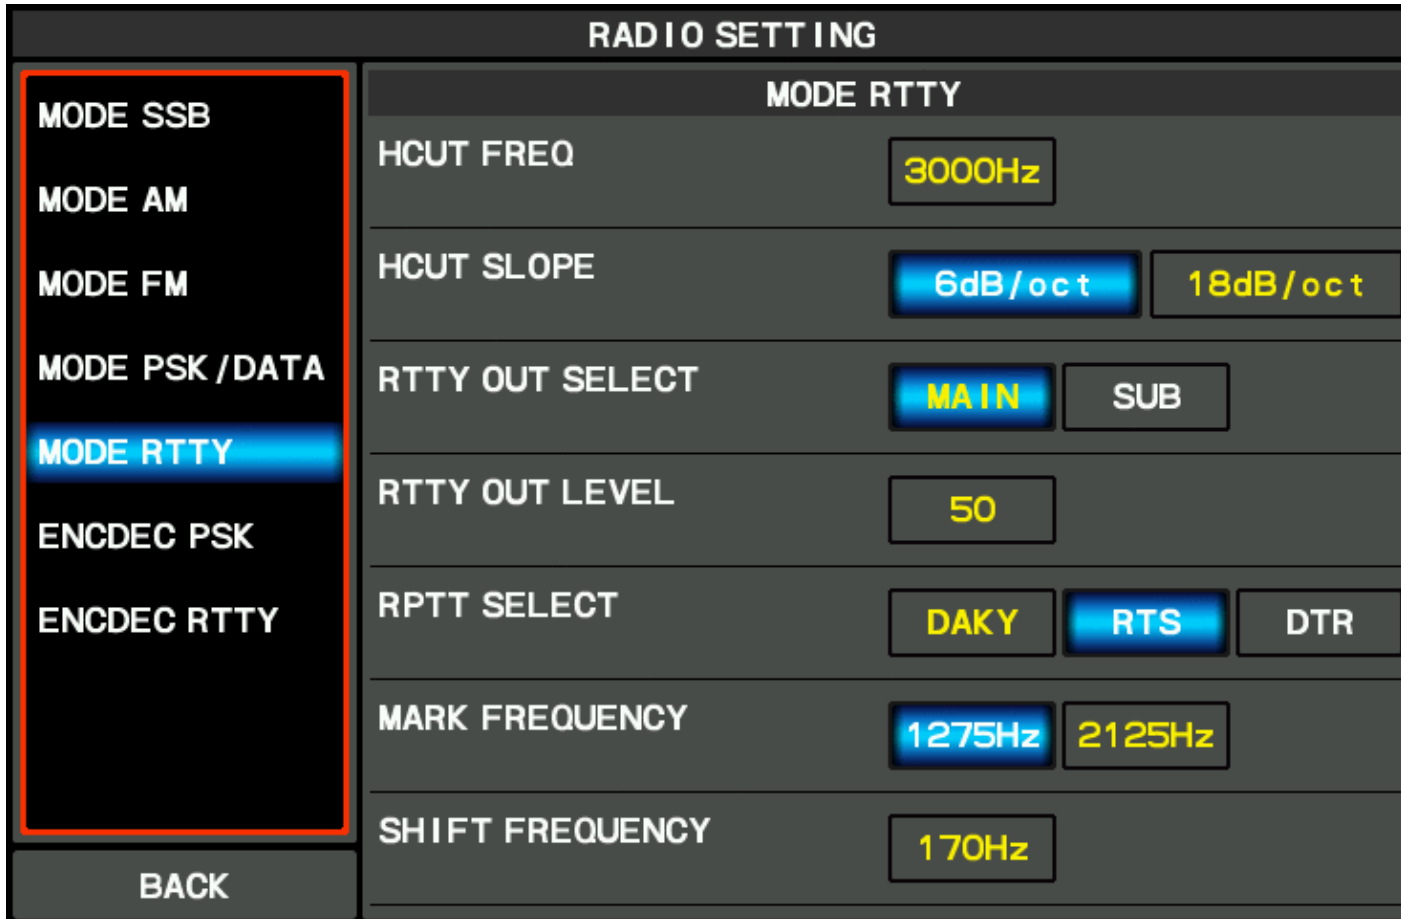 RADIO SETTING
MODE SSB
MODE AM
MODE FM
MODE PSK/DATA
MODE RTTY
ENCDEC PSK
ENCDEC RTTY
BACK
MODE RTTY
HCUT FREQ 3000Hz
HCUT SLOPE 6dB/oct 18dB/oct
RTTY OUT SELECT MAIN SUB
RTTY OUT LEVEL 50
RPTT SELECT DAKY RTS DTR
MARK FREQUENCY 1275Hz 2125Hz
SHIFT FREQUENCY 170Hz